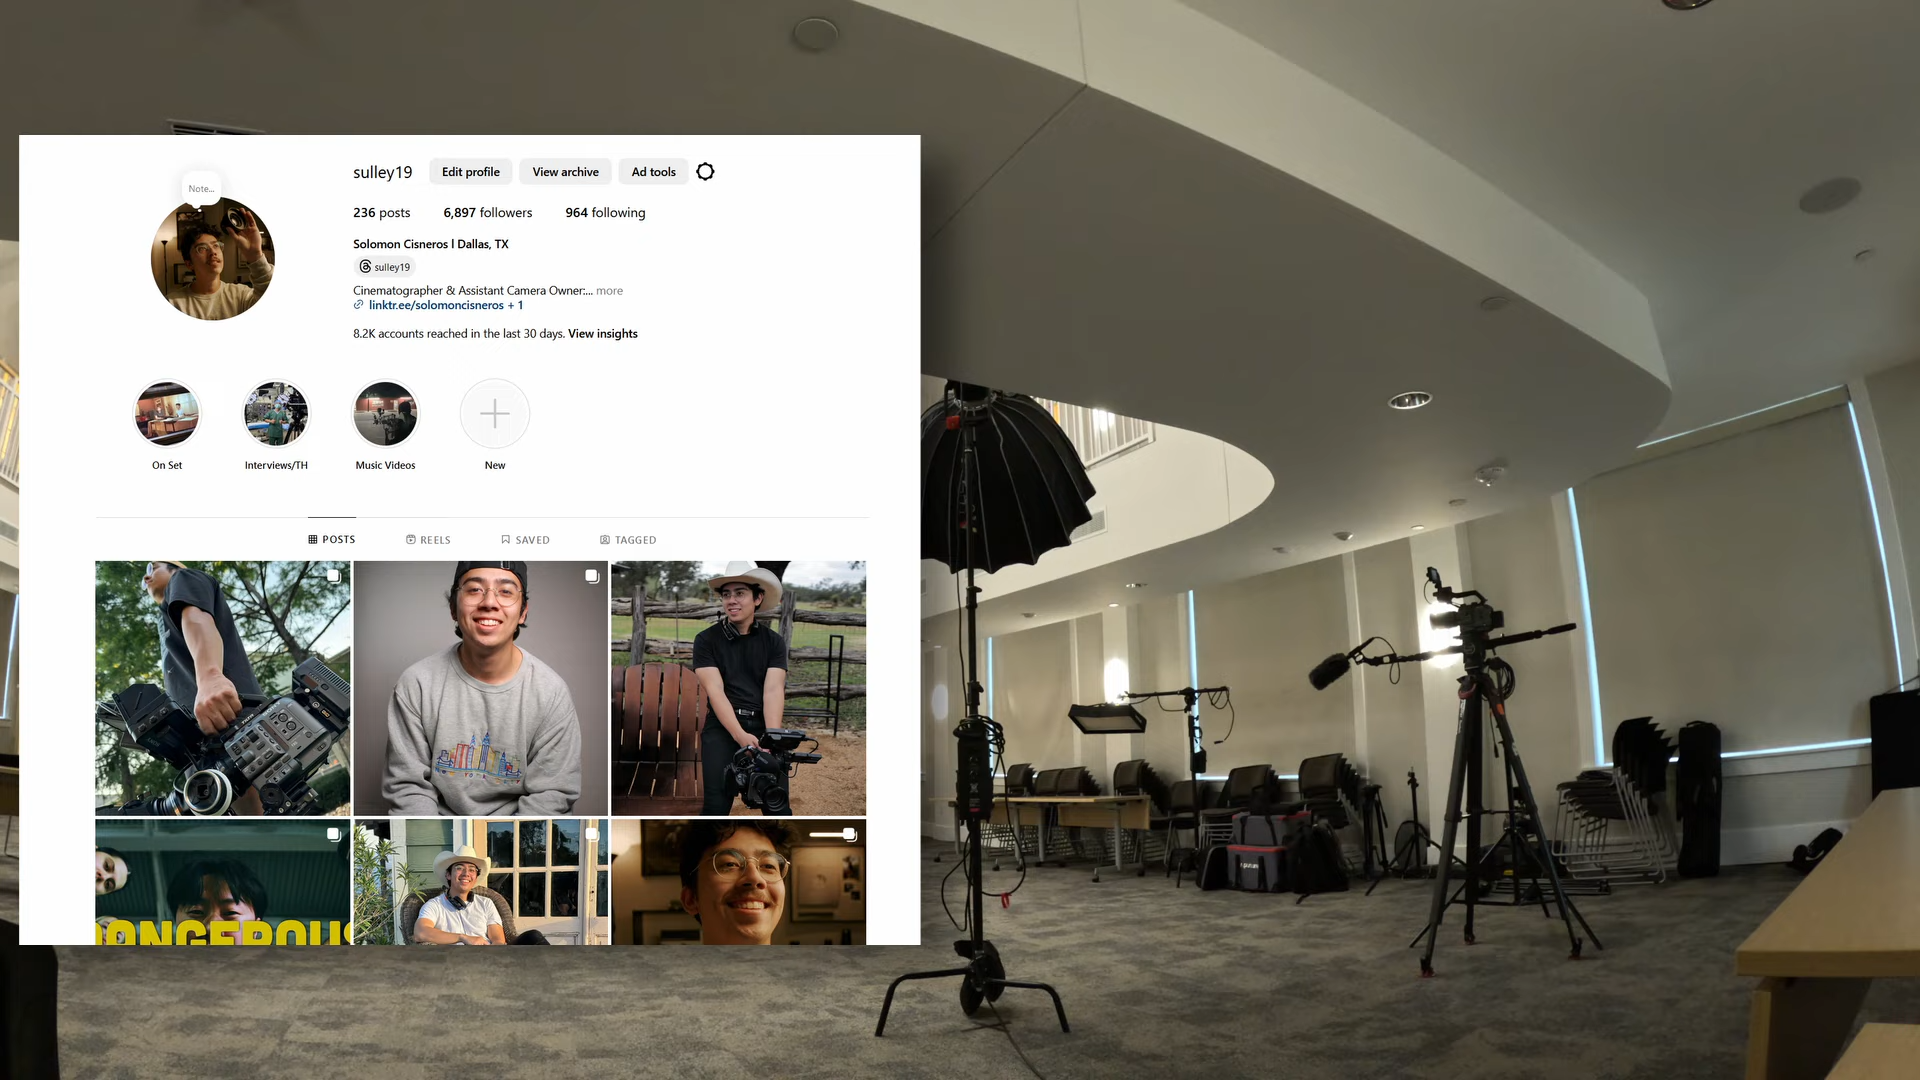 Note...
sulley19 Edit profile View archive Ad tools
236 posts 6,897 followers 964 following
Solomon Cisneros l Dallas, TX
sulley19
Cinematographer & Assistant Camera Owner:... more
linktr.ee/solomoncisneros + 1
8.2K accounts reached in the last 30 days. View insights
On Set Interviews/TH Music Videos New
POSTS REELS SAVED TAGGED
DANGEROUS